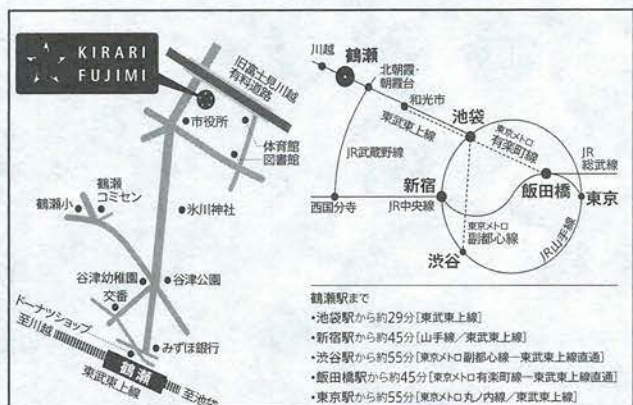 KIRARI
FUJIMI
旧富士見川越
有料道路
市役所
体育館
図書館
鶴瀬
コミセン
鶴瀬小
氷川神社
谷津幼稚園
谷津公園
交番
ドーナツショップ
至川越
みずほ銀行
鶴瀬
東武東上線
至池袋
川越
鶴瀬
北朝霞・
朝霞台
和光市
東武東上線
池袋
東京メトロ
有楽町線
JR武蔵野線
JR
総武線
飯田橋
新宿
東京
西国分寺
JR中央線
東京メトロ
副都心線
JR山手線
渋谷
鶴瀬駅まで
•池袋駅から約29分[東武東上線]
•新宿駅から約45分[山手線／東武東上線]
•渋谷駅から約55分[東京メトロ副都心線ー東武東上線直通]
•飯田橋駅から約45分[東京メトロ有楽町線ー東武東上線直通]
•東京駅から約55分[東京メトロ丸ノ内線／東武東上線]